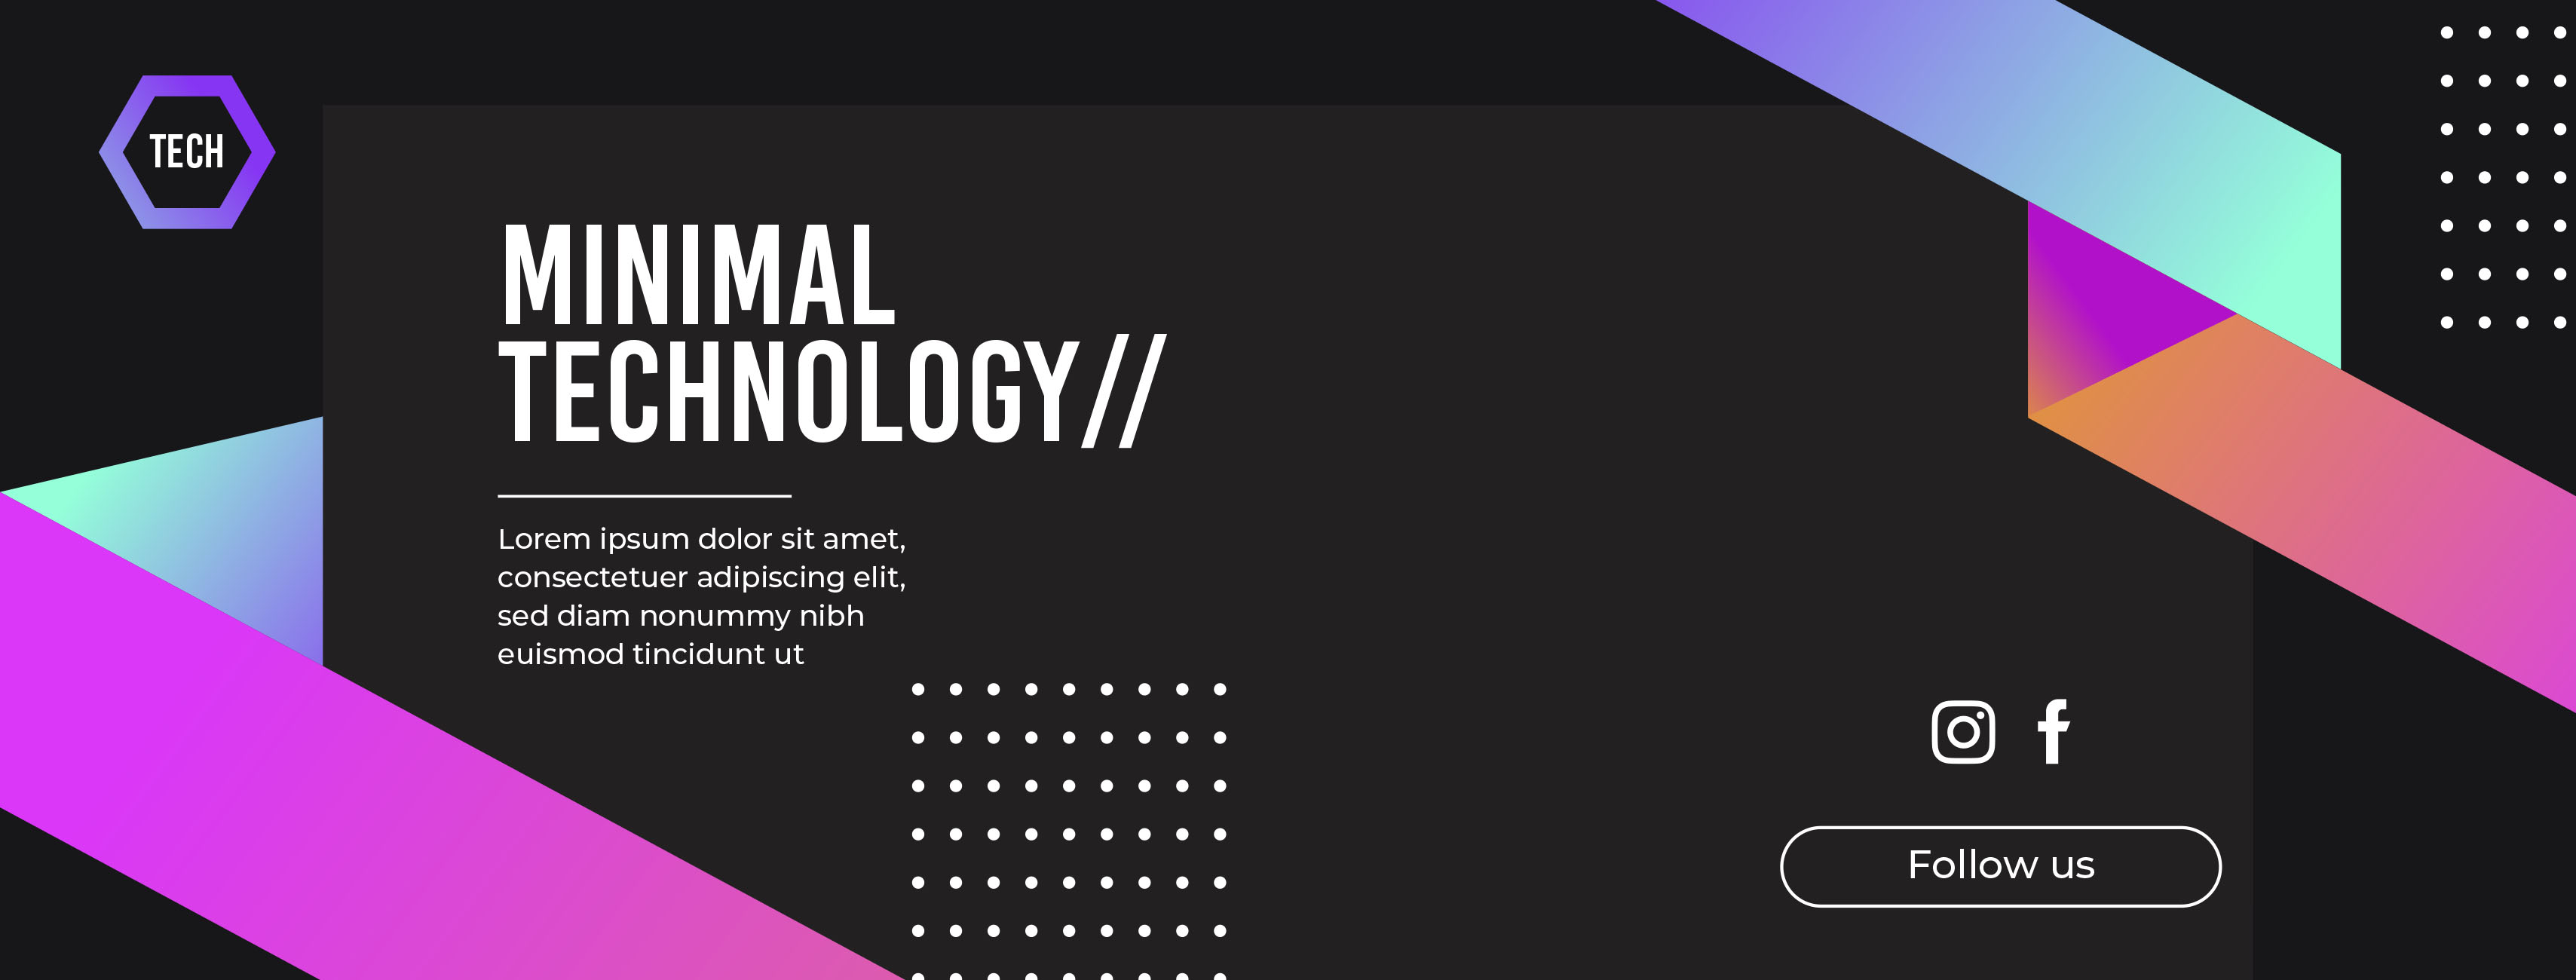 TECH
MINIMAL
TECHNOLOGY//
Lorem ipsum dolor sit amet,
consectetuer adipiscing elit,
sed diam nonummy nibh
euismod tincidunt ut
Follow us